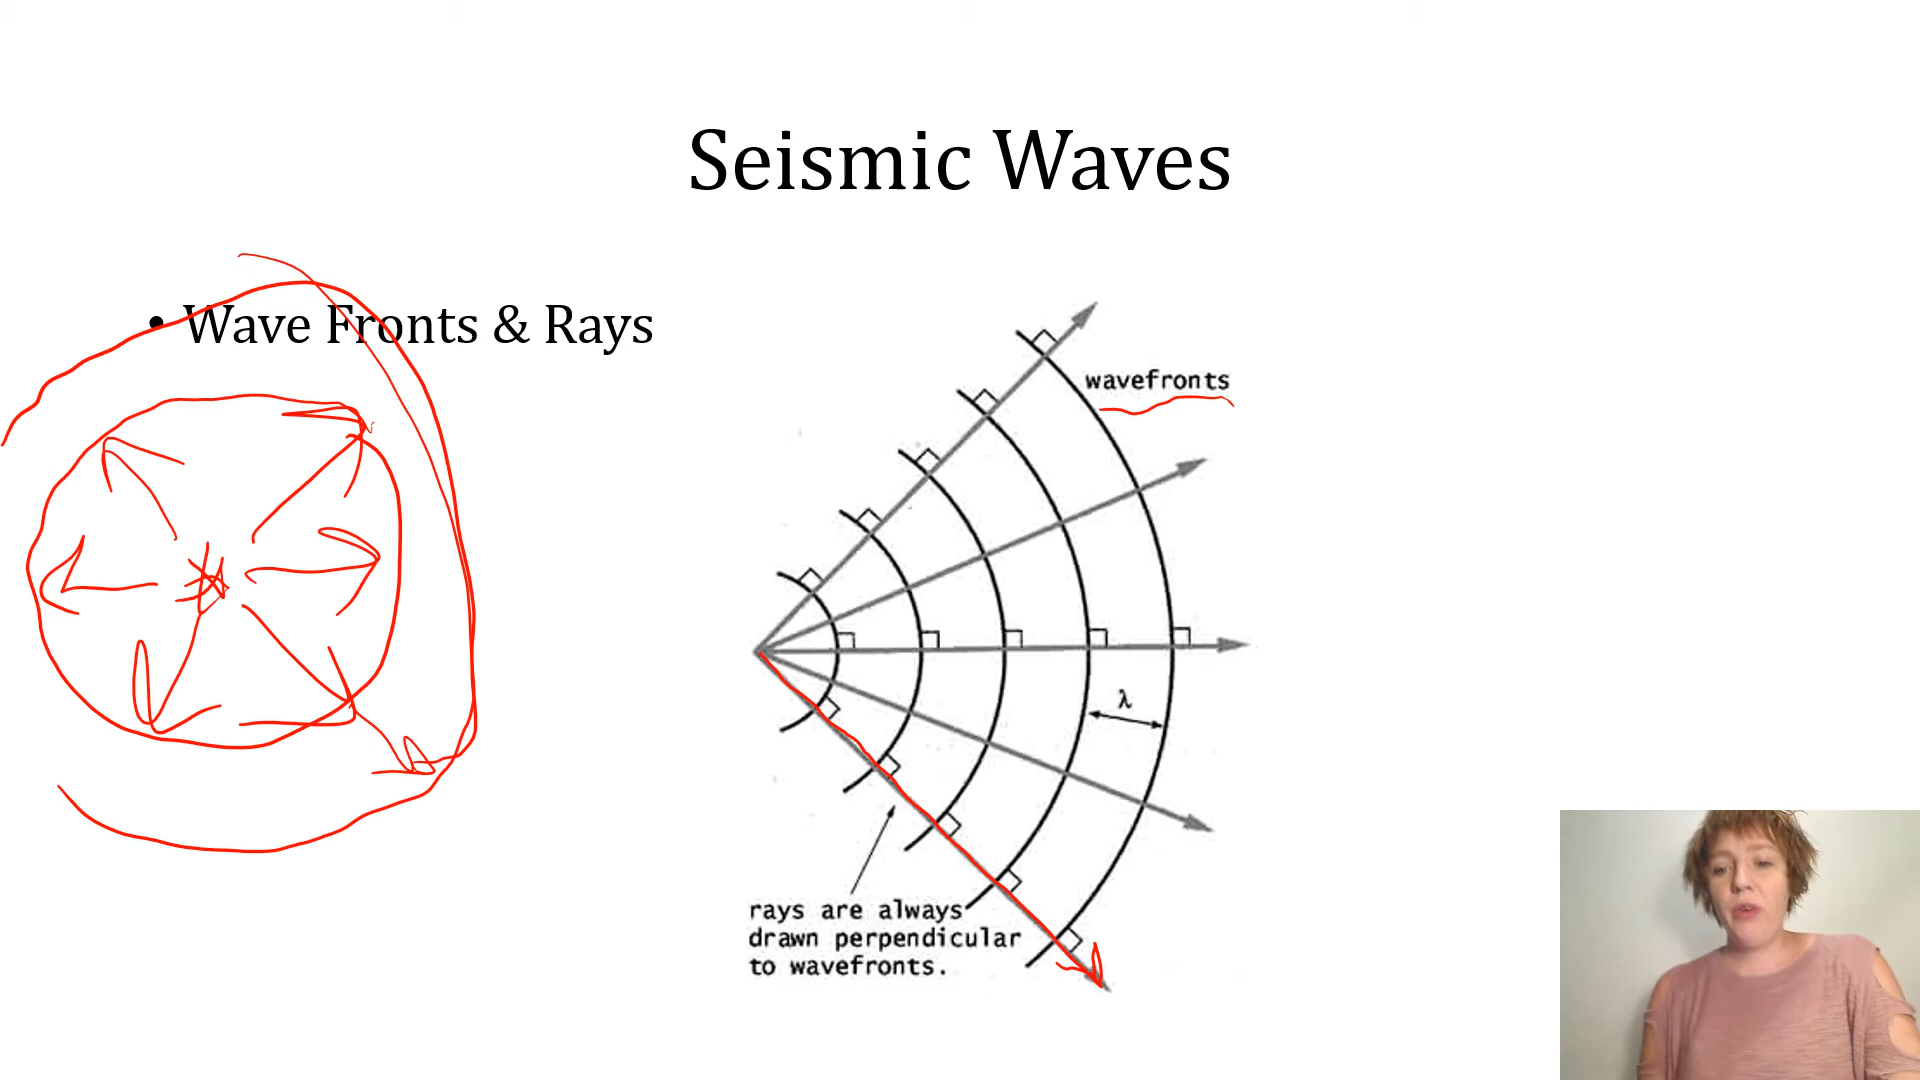 Seismic Waves
• Wave Fronts & Rays
wavefronts
λ
rays are always
drawn perpendicular
to wavefronts.